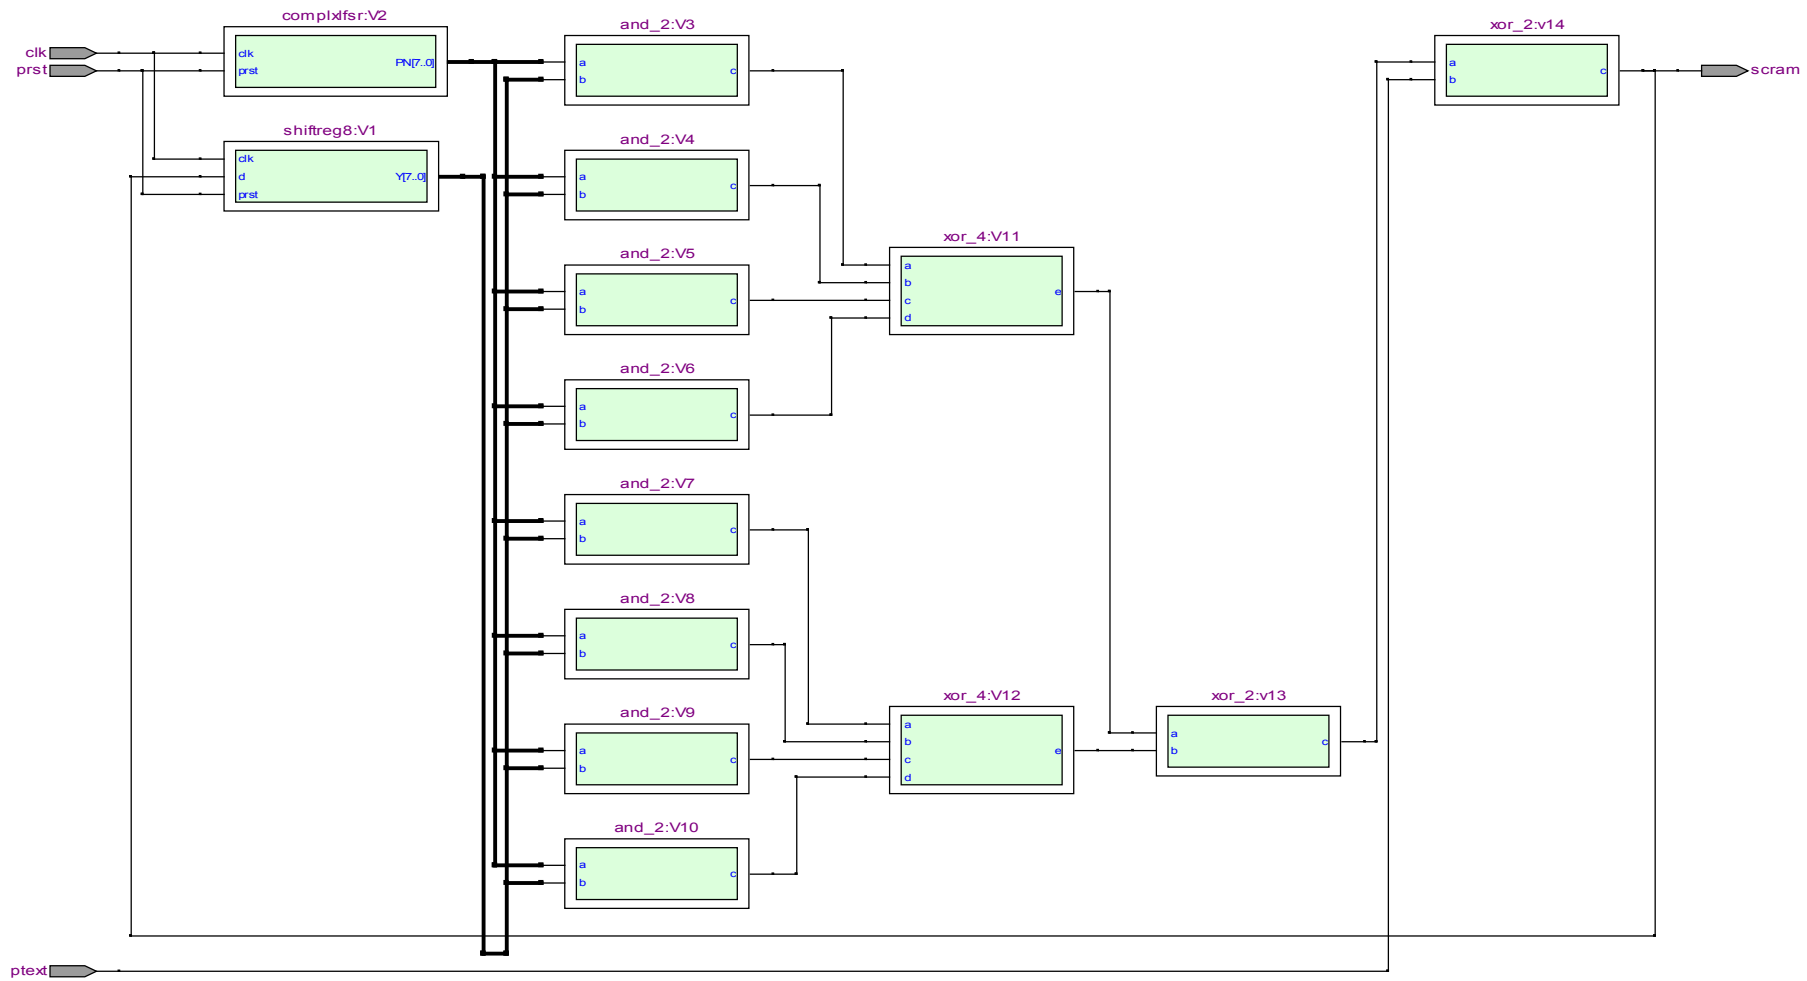 clk
prst
complxlfsr:V2
clk
prst
PN[7..0]
shiftreg8:V1
clk
d
prst
Y[7..0]
and_2:V3
a
b
c
and_2:V4
a
b
c
and_2:V5
a
b
c
and_2:V6
a
b
c
and_2:V7
a
b
c
and_2:V8
a
b
c
and_2:V9
a
b
c
and_2:V10
a
b
c
xor_4:V11
a
b
c
d
e
xor_4:V12
a
b
c
d
e
xor_2:v13
a
b
c
xor_2:v14
a
b
c
scram
ptext